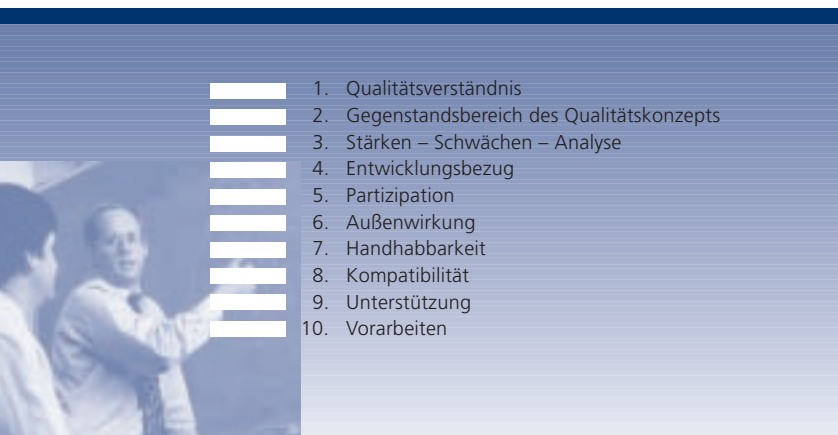 1. Qualitätsverständnis
2. Gegenstandsbereich des Qualitätskonzepts
3. Stärken – Schwächen – Analyse
4. Entwicklungsbezug
5. Partizipation
6. Außenwirkung
7. Handhabbarkeit
8. Kompatibilität
9. Unterstützung
10. Vorarbeiten